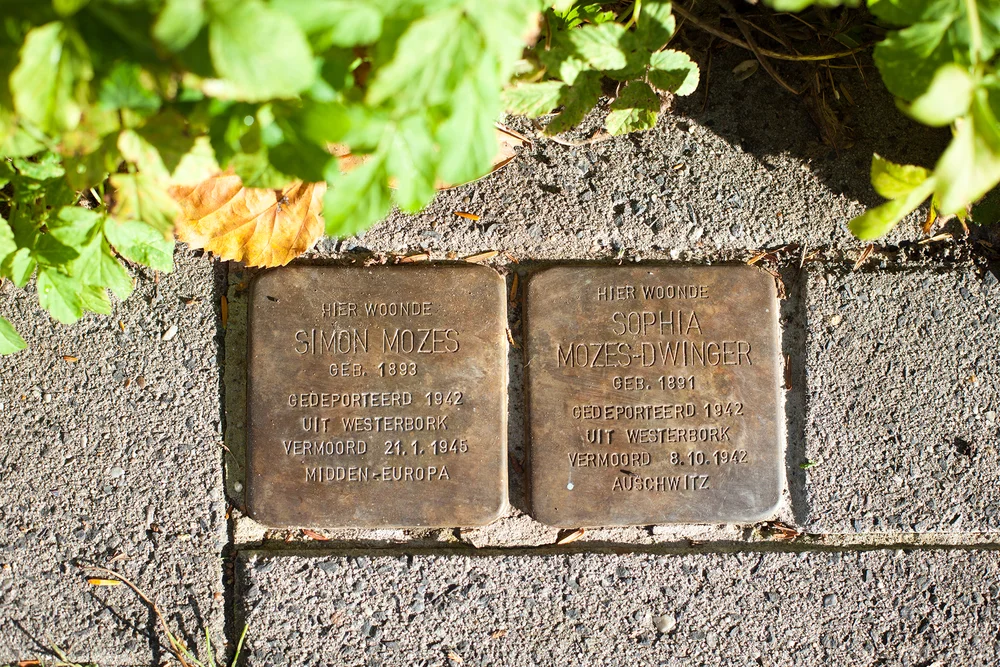 HIER WOONDE
SIMON MOZES
GEB. 1893
GEDEPORTEERD 1942
UIT WESTERBORK
VERMOORD 21.1.1945
MIDDEN-EUROPA
HIER WOONDE
SOPHIA
MOZES-DWINGER
GEB. 1891
GEDEPORTEERD 1942
UIT WESTERBORK
VERMOORD 8.10.1942
AUSCHWITZ